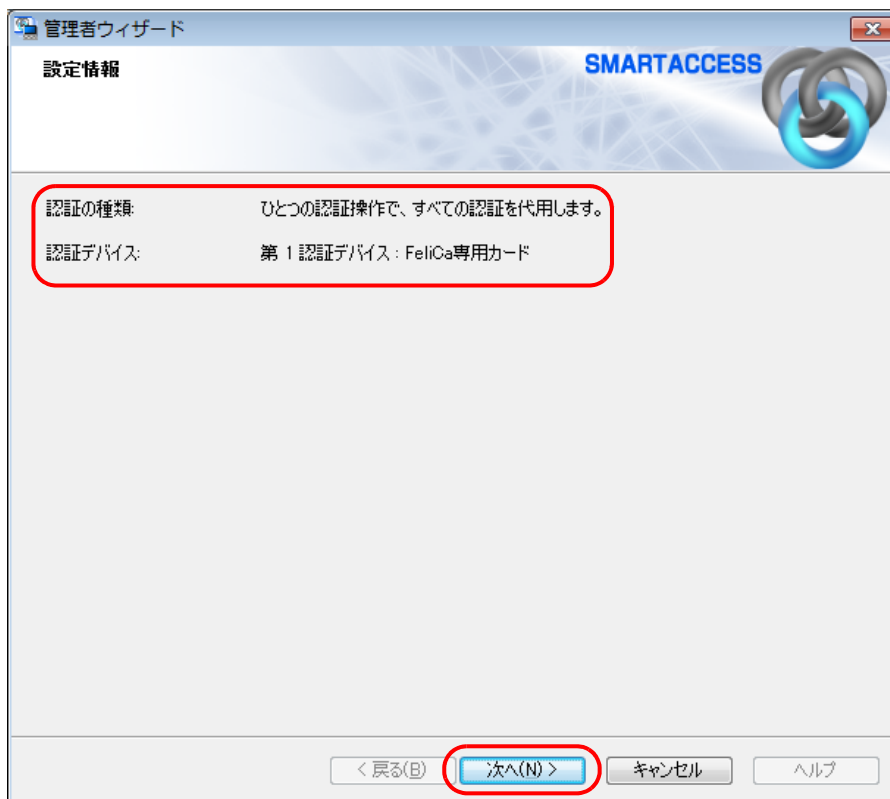 管理者ウィザード
設定情報
SMARTACCESS
認証の種類: ひとつの認証操作で、すべての認証を代用します。
認証デバイス: 第 1 認証デバイス : FeliCa専用カード
< 戻る(B) 次へ(N) > キャンセル ヘルプ